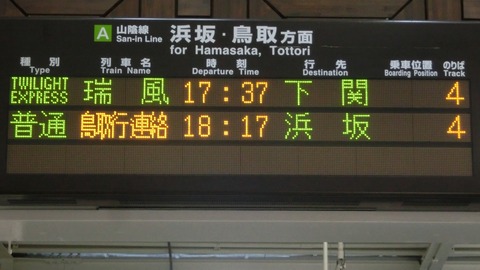 A 山陰線 San-in Line 浜坂・鳥取方面 for Hamasaka, Tottori
種別 列車名 時刻 行先 乗車位置 のりば
Type Train Name Departure Time Destination Boarding Position Track
TWILIGHT EXPRESS 瑞風 17:37 下関 4
普通 鳥取行連絡 18:17 浜坂 4